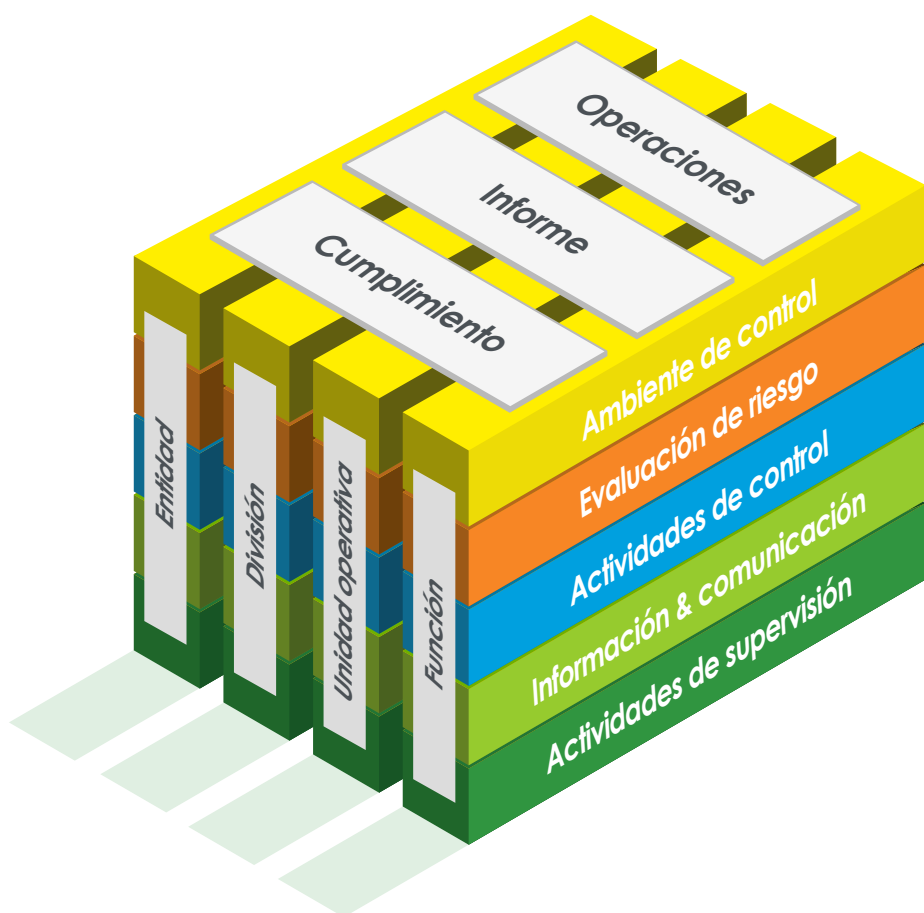 Operaciones
Informe
Cumplimiento
Ambiente de control
Evaluación de riesgo
Actividades de control
Información & comunicación
Actividades de supervisión
Entidad
División
Unidad operativa
Función